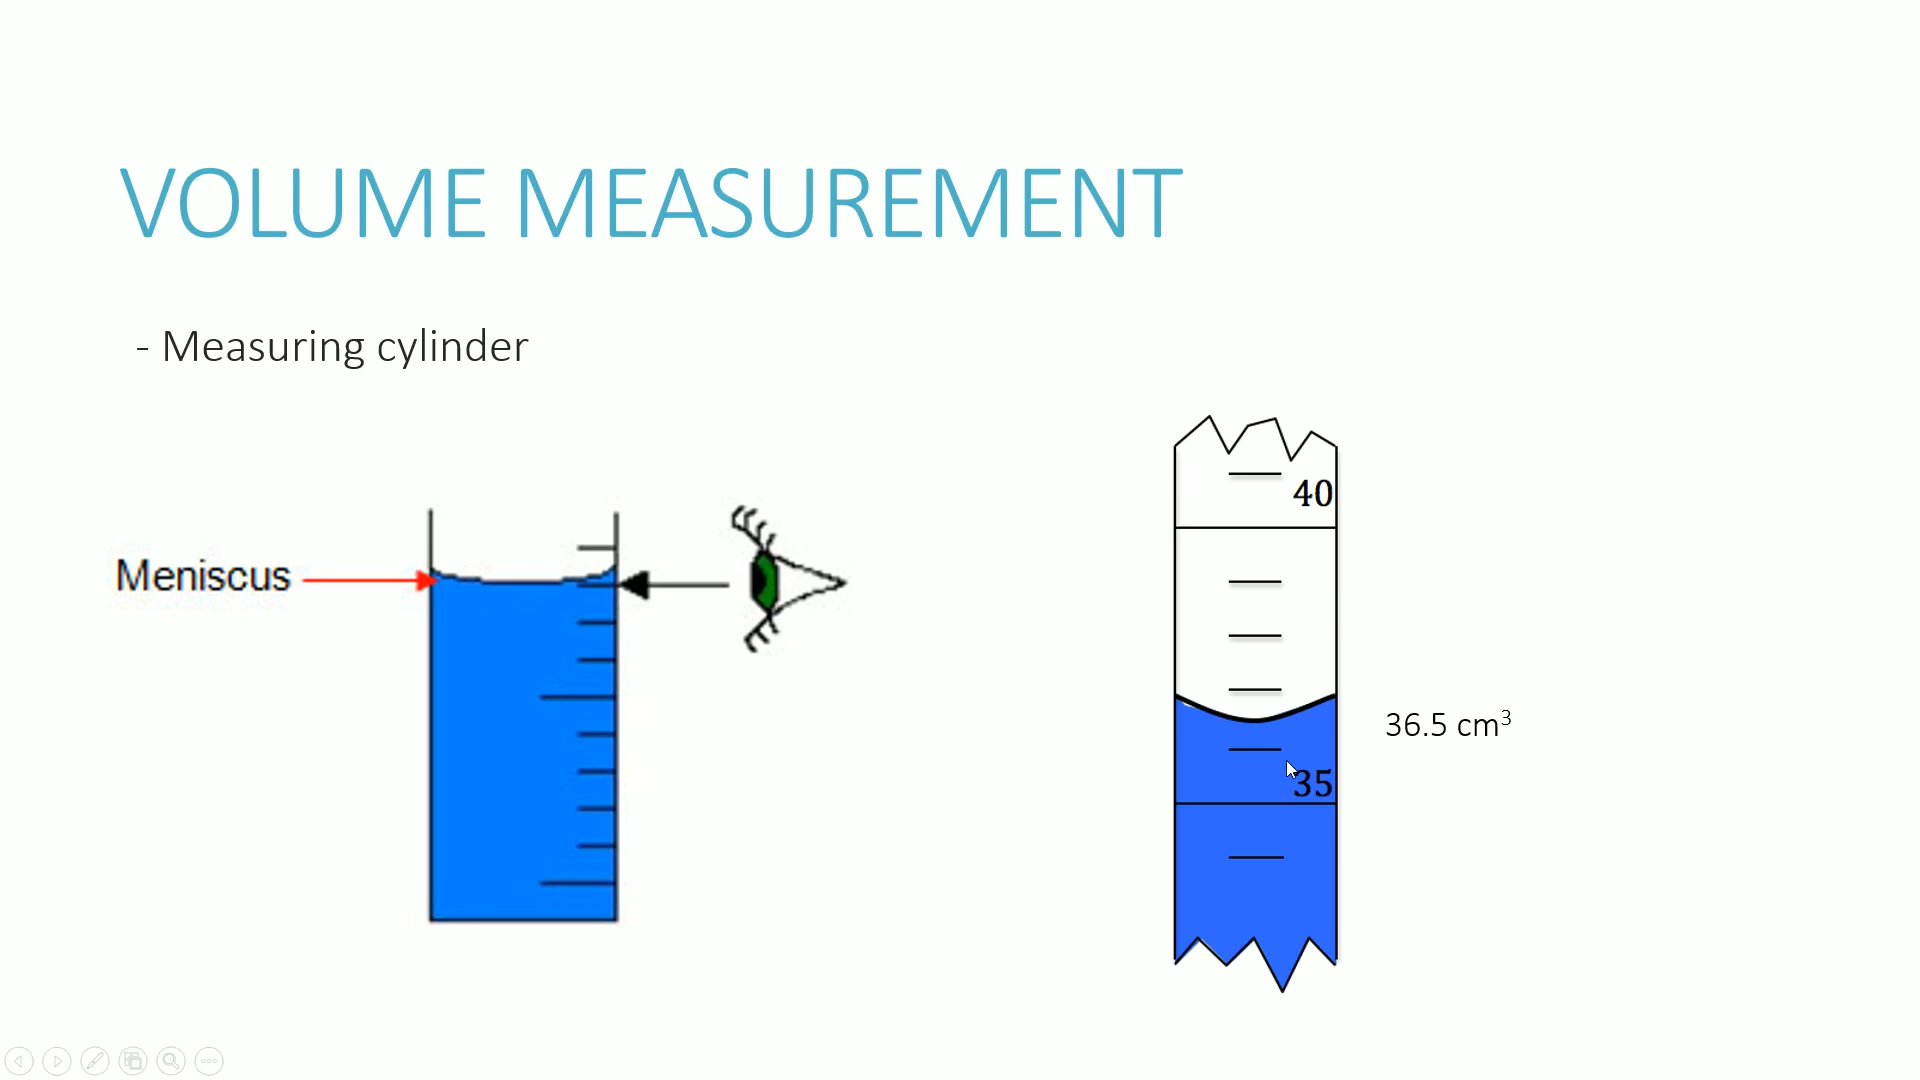 VOLUME MEASUREMENT
- Measuring cylinder
Meniscus
40
36.5 cm³
35